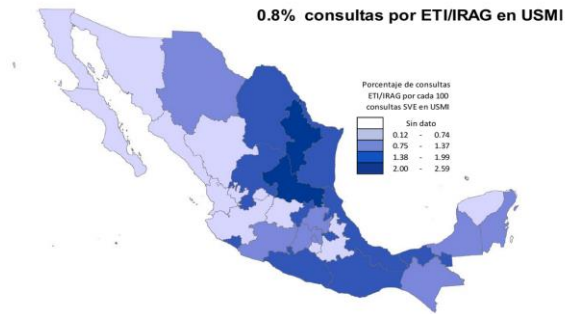 0.8% consultas por ETI/IRAG en USMI
Porcentaje de consultas
ETI/IRAG por cada 100
consultas SVE en USMI
Sin dato
0.12 - 0.74
0.75 - 1.37
1.38 - 1.99
2.00 - 2.59